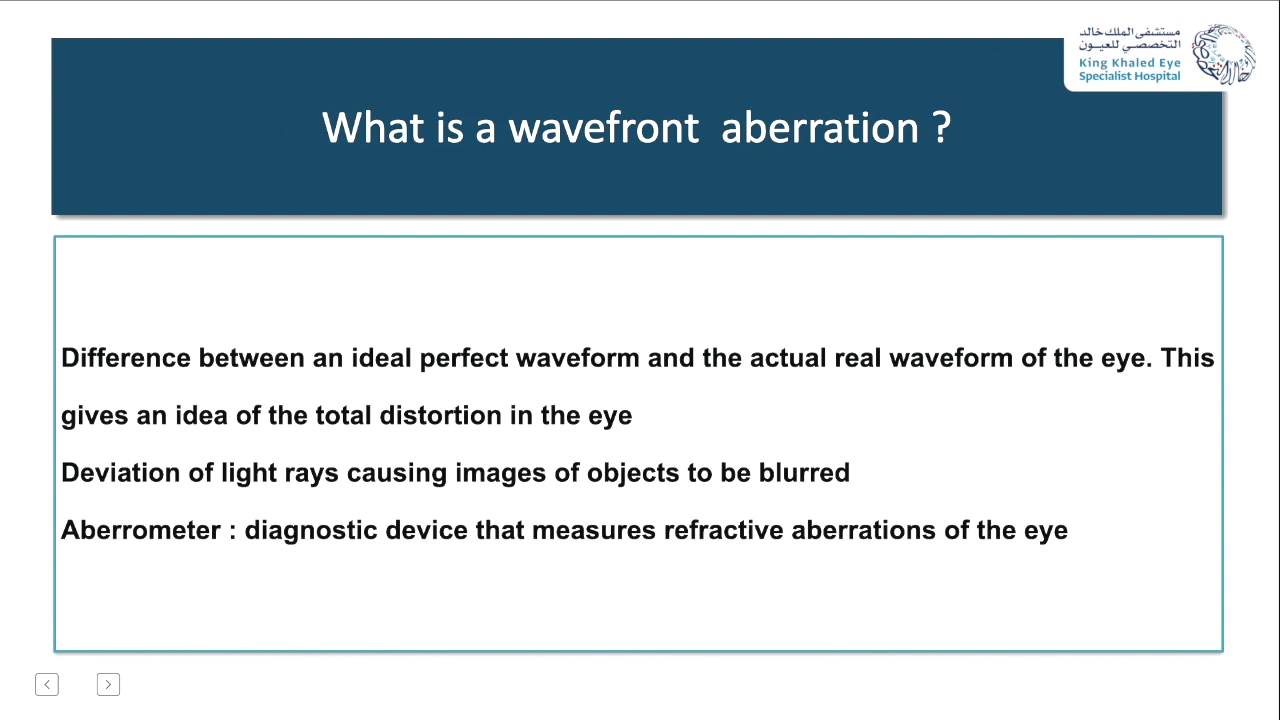 مستشفى الملك خالد
التخصصي للعيون
King Khaled Eye
Specialist Hospital
What is a wavefront aberration ?
Difference between an ideal perfect waveform and the actual real waveform of the eye. This
gives an idea of the total distortion in the eye
Deviation of light rays causing images of objects to be blurred
Aberrometer : diagnostic device that measures refractive aberrations of the eye